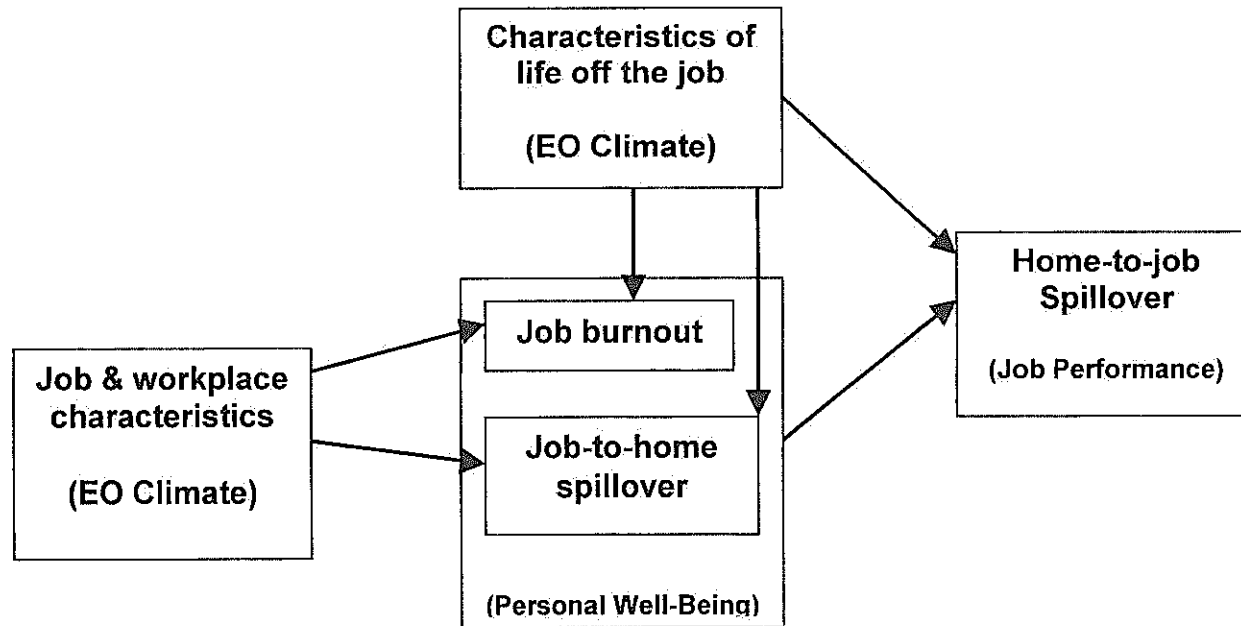 Characteristics of
life off the job
(EO Climate)
Home-to-job
Spillover
(Job Performance)
Job burnout
Job & workplace
characteristics
(EO Climate)
Job-to-home
spillover
(Personal Well-Being)